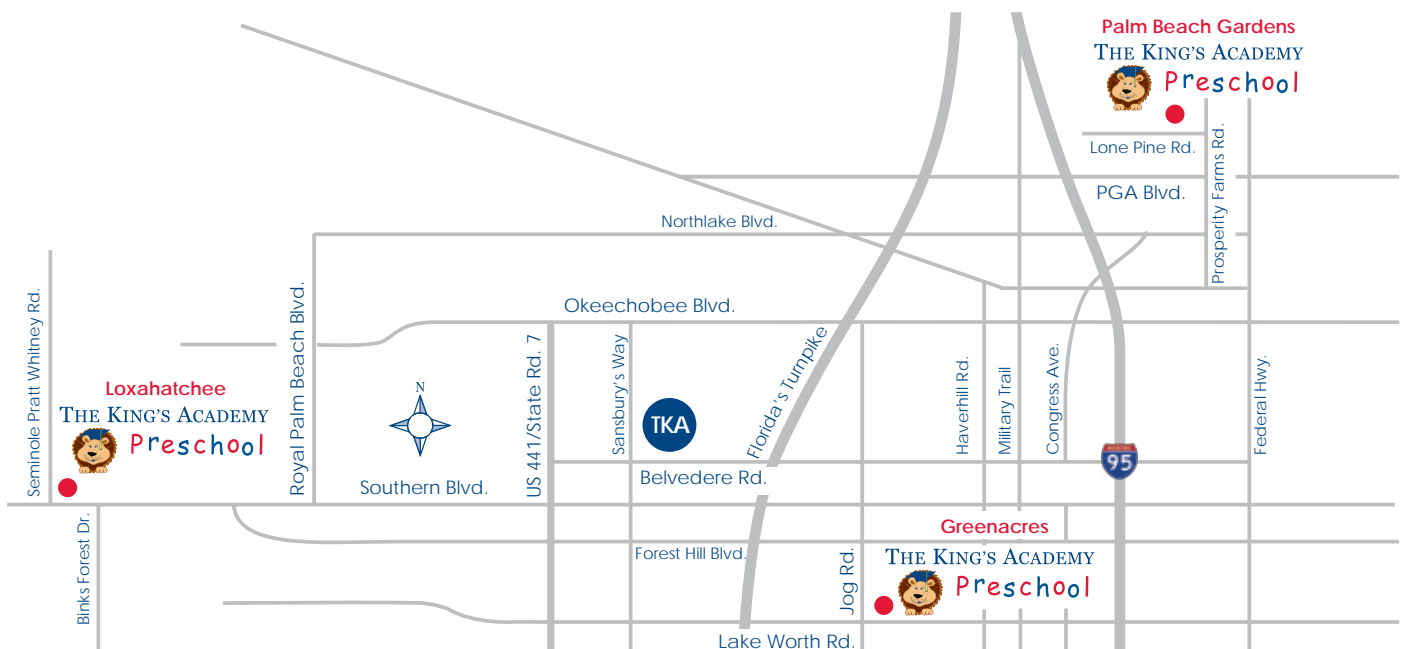 Palm Beach Gardens
THE KING'S ACADEMY
Preschool
Lone Pine Rd.
PGA Blvd.
Prosperity Farms Rd.
Northlake Blvd.
Okeechobee Blvd.
Seminole Pratt Whitney Rd.
Loxahatchee
THE KING'S ACADEMY
Preschool
Royal Palm Beach Blvd.
N
Southern Blvd.
US 441/State Rd. 7
Sansbury's Way
TKA
Belvedere Rd.
Florida's Turnpike
Haverhill Rd.
Military Trail
Congress Ave.
95
Federal Hwy.
Binks Forest Dr.
Forest Hill Blvd.
Jog Rd.
Greenacres
THE KING'S ACADEMY
Preschool
Lake Worth Rd.